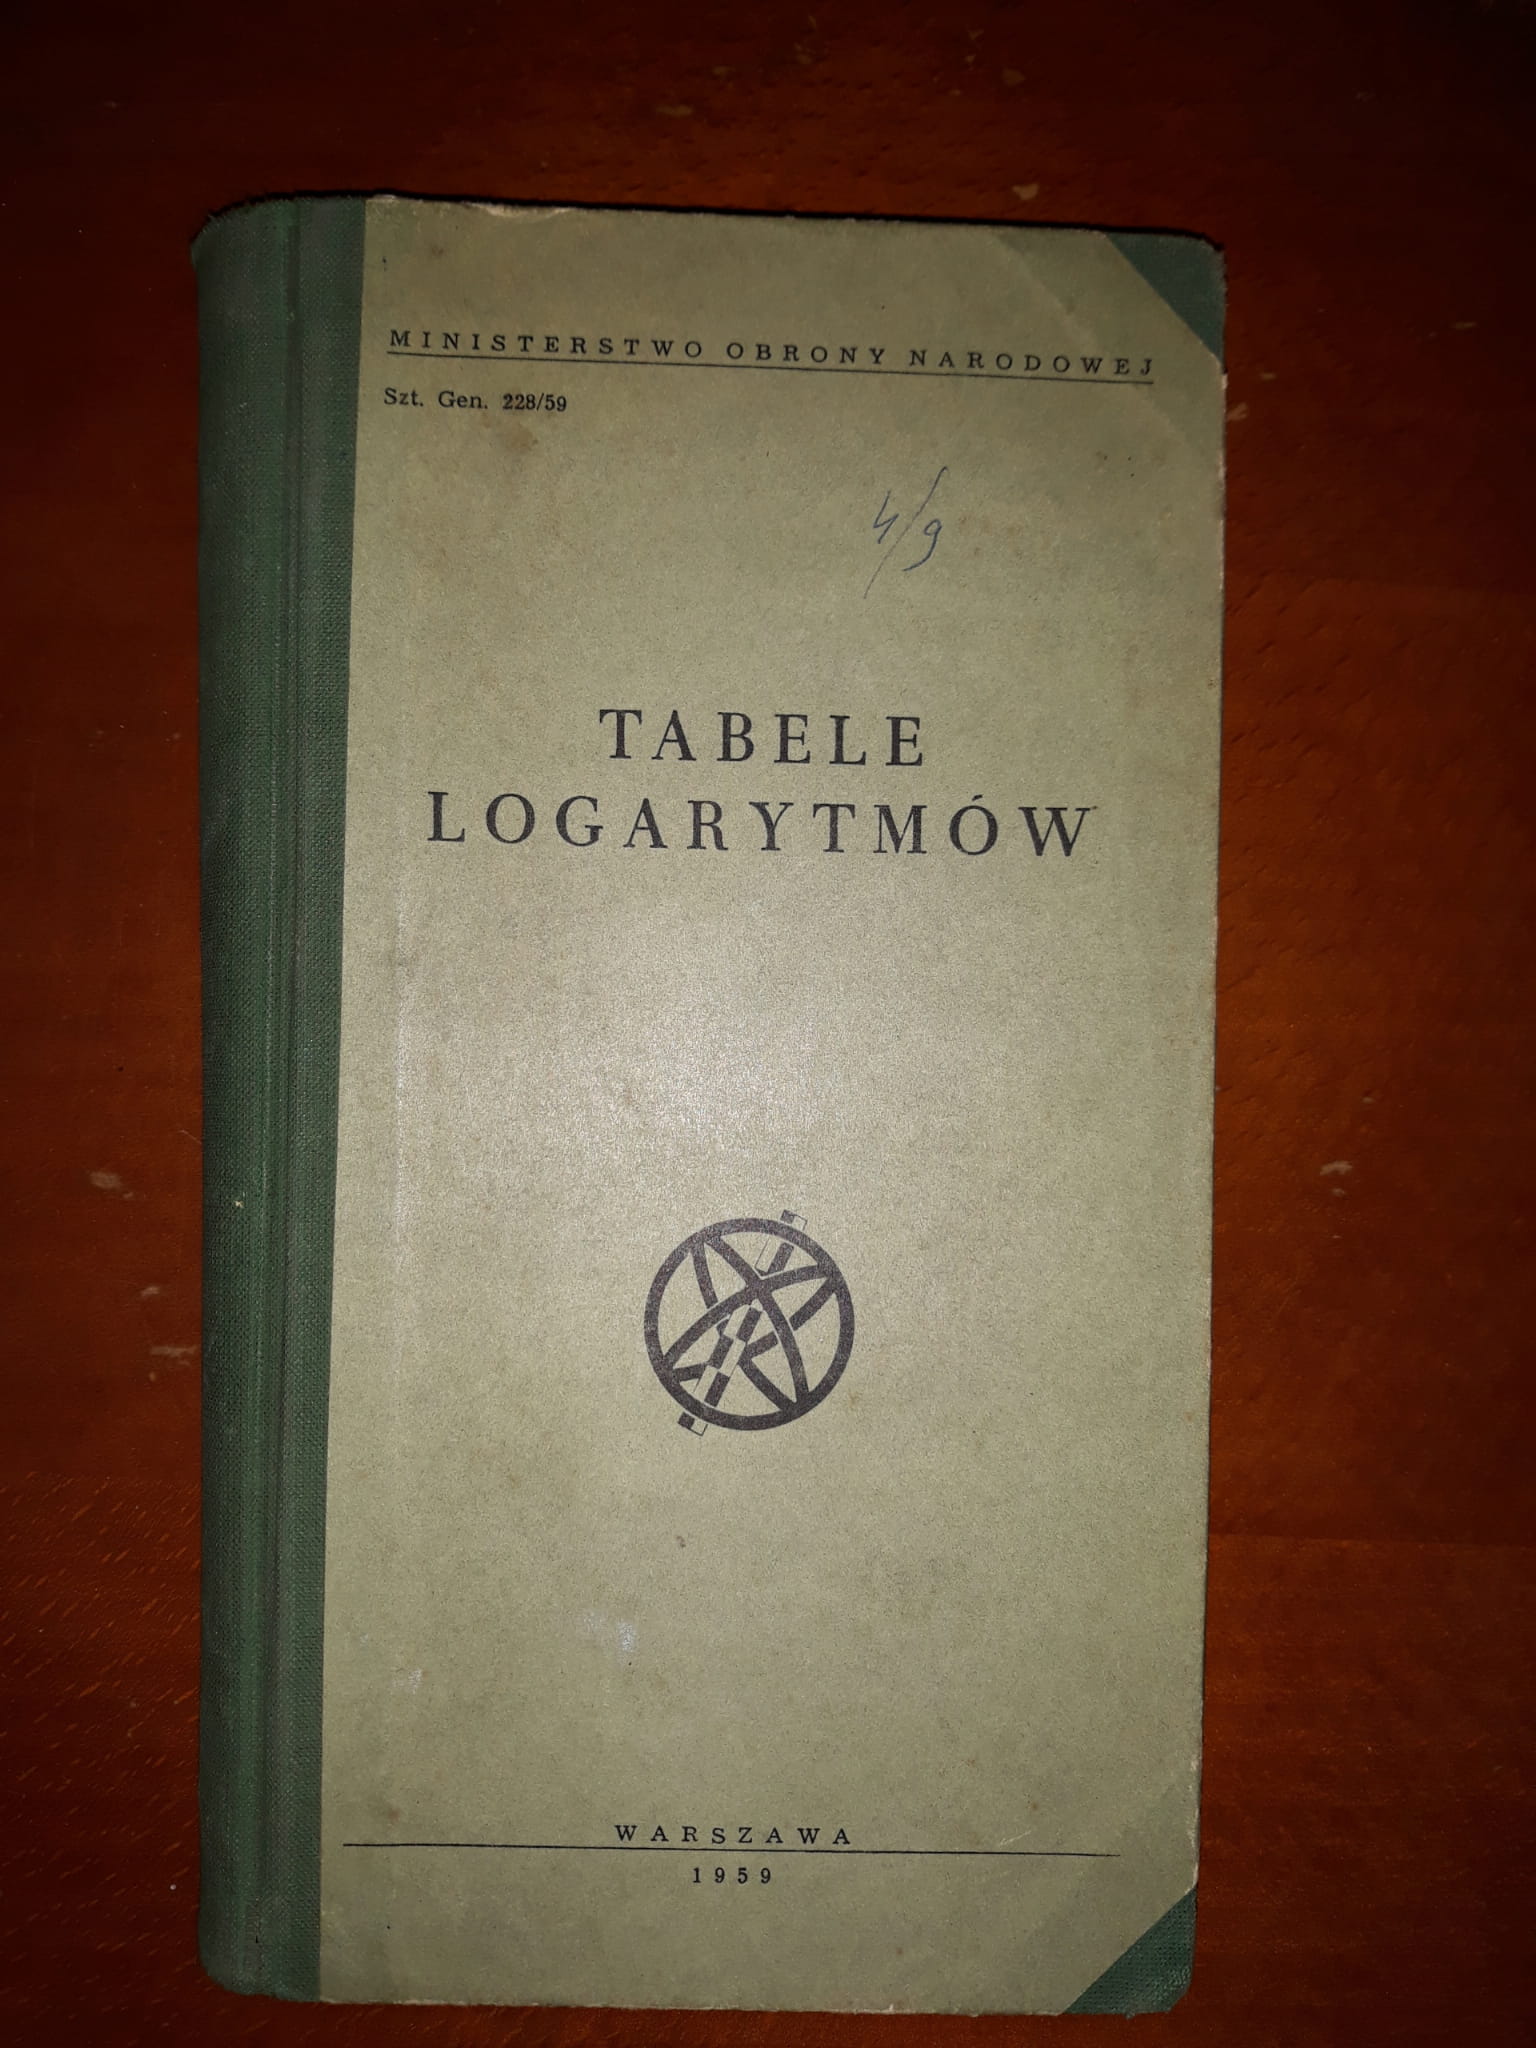 MINISTERSTWO OBRONY NARODOWEJ
Szt. Gen. 228/59
4/9
TABELE
LOGARYTMÓW
WARSZAWA
1959